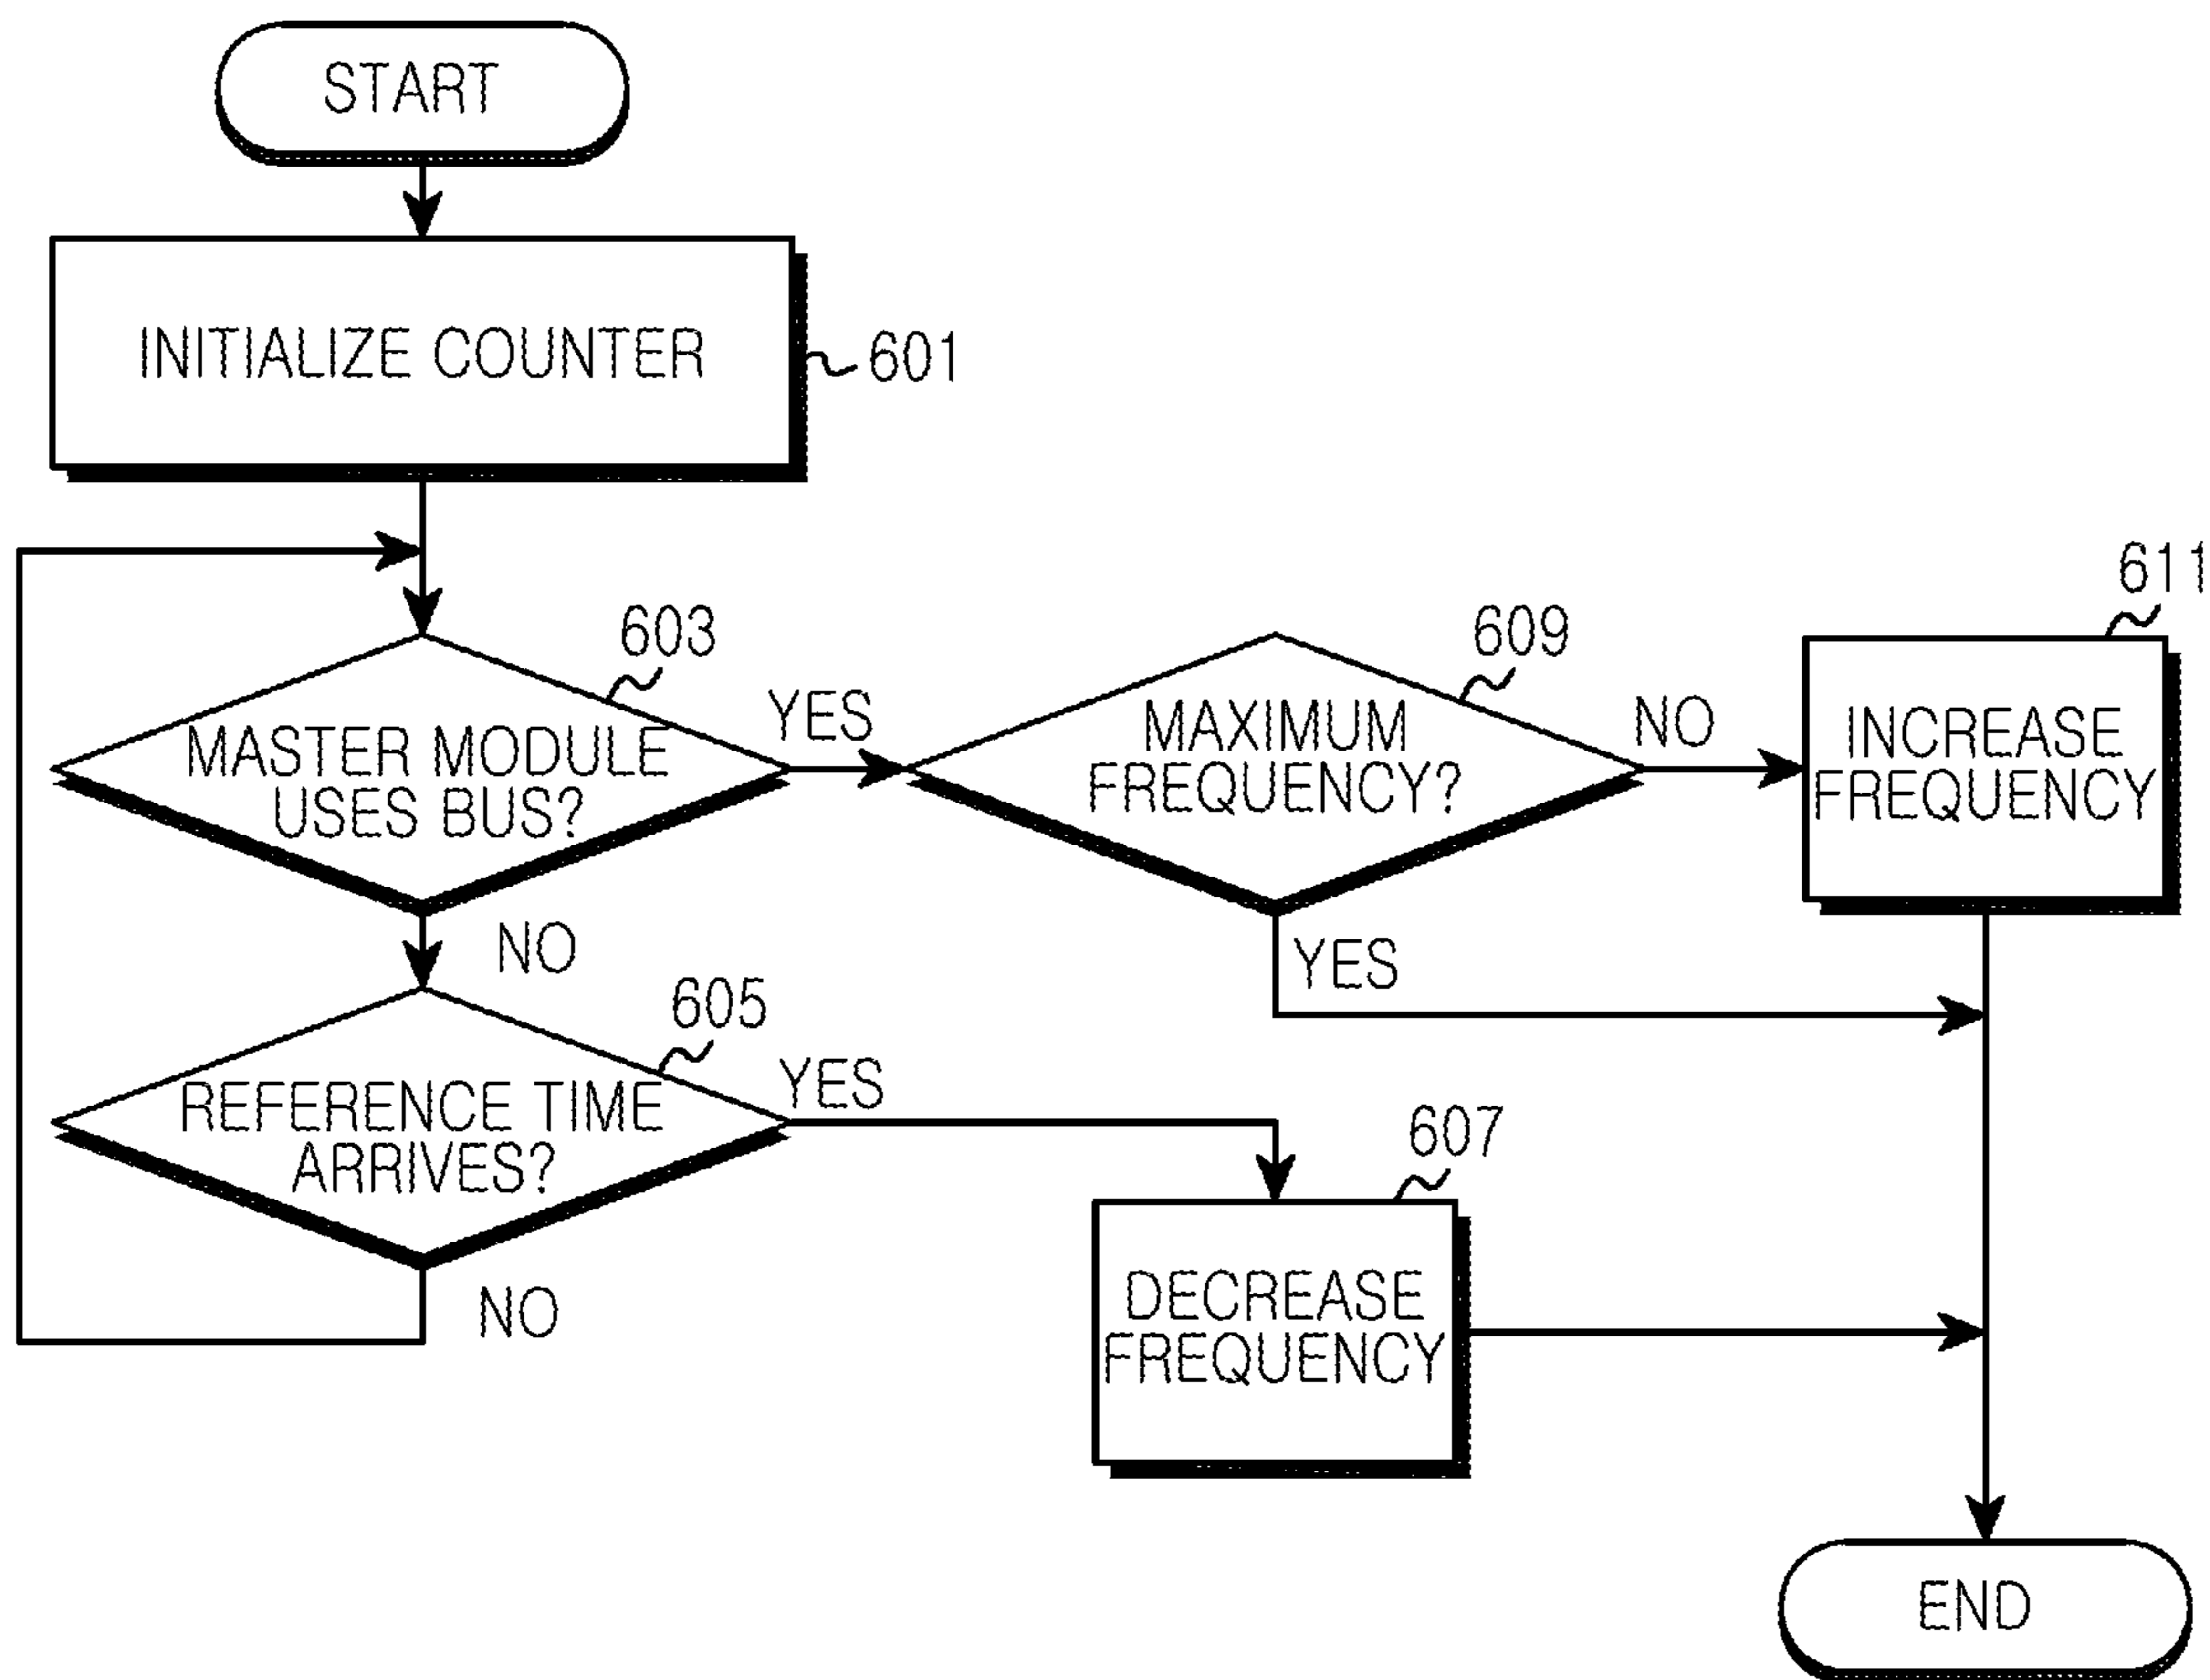 START
INITIALIZE COUNTER
601
603
MASTER MODULE
USES BUS?
YES
609
MAXIMUM
FREQUENCY?
NO
611
INCREASE
FREQUENCY
NO
YES
605
REFERENCE TIME
ARRIVES?
YES
607
DECREASE
FREQUENCY
NO
END